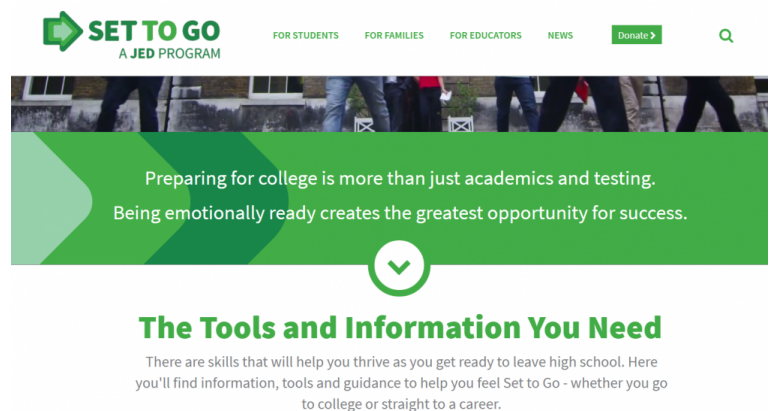 SET TO GO
A JED PROGRAM
FOR STUDENTS FOR FAMILIES FOR EDUCATORS NEWS Donate
Preparing for college is more than just academics and testing.
Being emotionally ready creates the greatest opportunity for success.
The Tools and Information You Need
There are skills that will help you thrive as you get ready to leave high school. Here
you'll find information, tools and guidance to help you feel Set to Go - whether you go
to college or straight to a career.